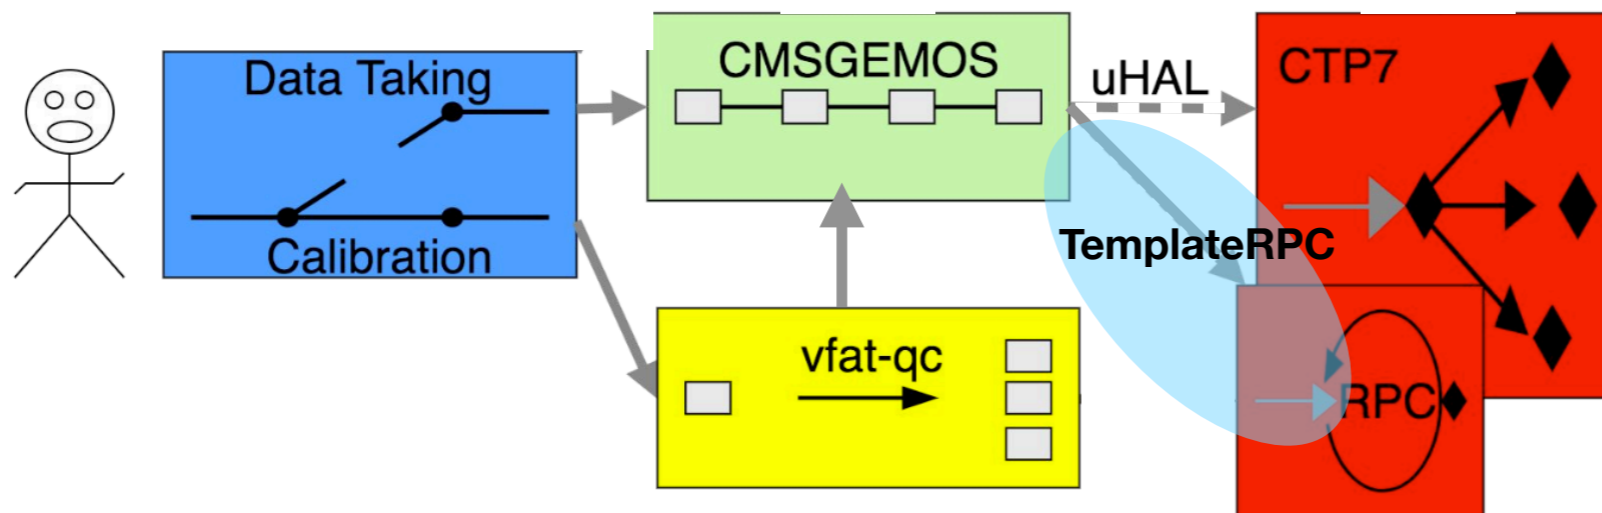 Data Taking
Calibration
CMSGEMOS
uHAL
CTP7
TemplateRPC
vfat-qc
RPC